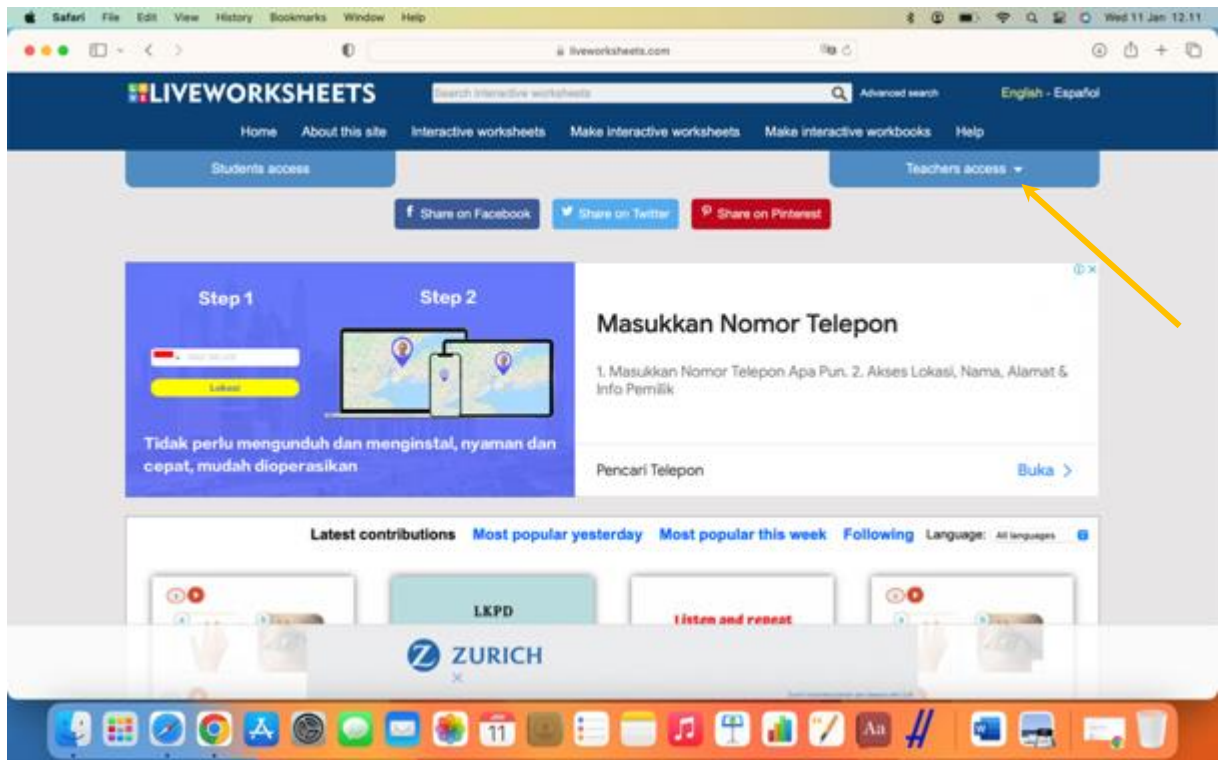 Safari File Edit View History Bookmarks Window Help
Wed 11 Jan 12.11
liveworksheets.com
LIVEWORKSHEETS
Search interactive worksheets
Advanced search
English - Español
Home About this site Interactive worksheets Make interactive worksheets Make interactive workbooks Help
Students access
Teachers access
Share on Facebook
Share on Twitter
Share on Pinterest
Step 1
Step 2
Lokasi
Tidak perlu mengunduh dan menginstal, nyaman dan
cepat, mudah dioperasikan
Masukkan Nomor Telepon
1. Masukkan Nomor Telepon Apa Pun. 2. Akses Lokasi, Nama, Alamat &
Info Pemilik
Pencari Telepon
Buka
Latest contributions Most popular yesterday Most popular this week Following Language: All languages
LKPD
Listen and repeat
ZURICH
11
Aa